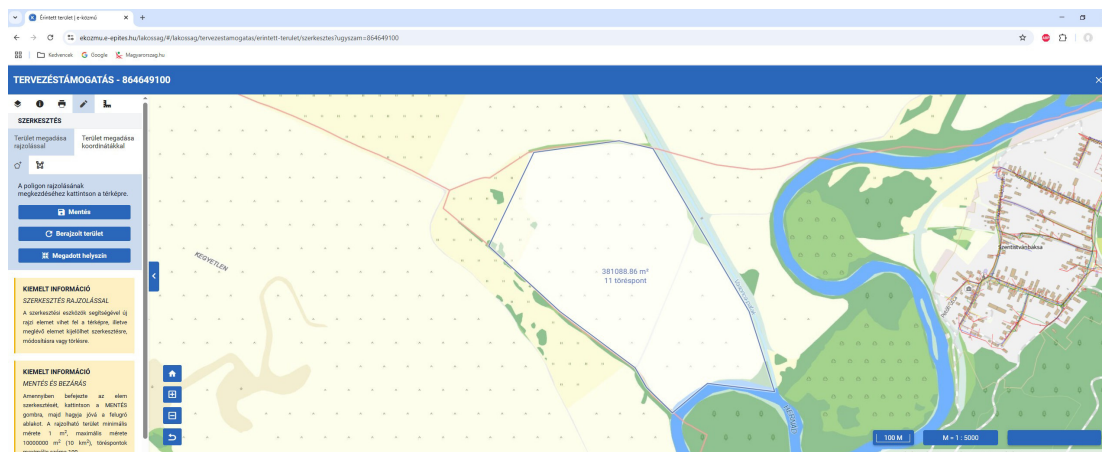 Érintett terület | e-közmű
ekozmu.e-epites.hu/lakossag/#/lakossag/tervezestamogatas/erintett-terulet/szerkesztes?ugyszam=864649100
Kedvencek
Google
Magyarorszag.hu
TERVEZÉSTÁMOGATÁS - 864649100
SZERKESZTÉS
Terület megadása
rajzolással
Terület megadása
koordinátákkal
A poligon rajzolásának
megkezdéséhez kattintson a térképre.
Mentés
Berajzolt terület
Megadott helyszín
KIEMELT INFORMÁCIÓ
SZERKESZTÉS RAJZOLÁSSAL
A szerkesztési eszközök segítségével új
rajzi elemet vihet fel a térképre, illetve
meglévő elemet kijelölhet szerkesztésre,
módosításra vagy törlésre.
KIEMELT INFORMÁCIÓ
MENTÉS ÉS BEZÁRÁS
Amennyiben befejezte az elem
szerkesztését, kattintson a MENTÉS
gombra, majd hagyja jóvá a felugró
ablakot. A rajzolható terület minimális
mérete 1 m², maximális mérete
10000000 m² (10 km²), töréspontok
maximális száma 100.
KEGYETLEN
381088.86 m²
11 töréspont
Szentistvánbaksa
HERNÁD
100 M
M = 1 : 5000